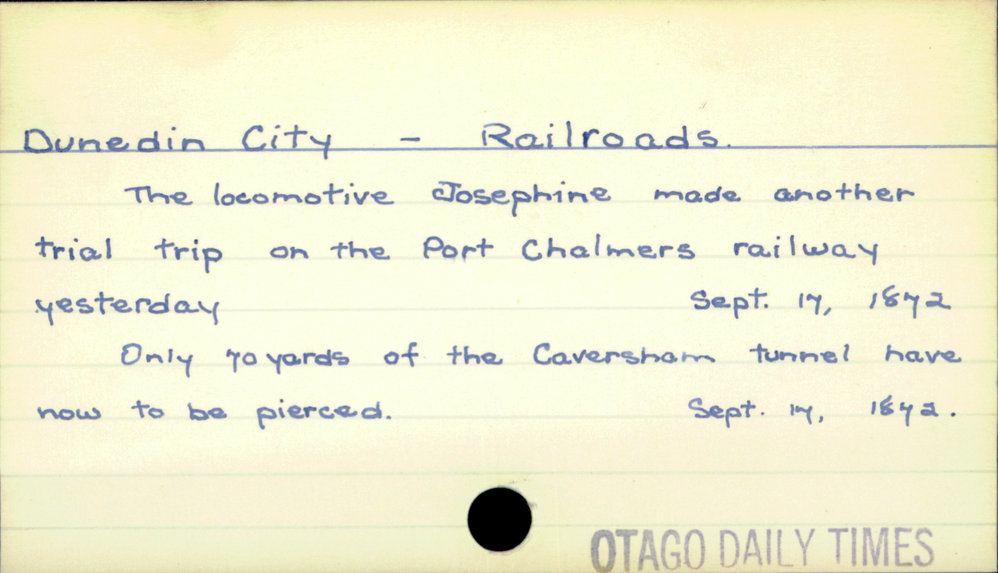 Dunedin City - Railroads.
The locomotive Josephine made another
trial trip on the Port Chalmers railway
yesterday Sept. 17, 1872
Only 70 yards of the Caversham tunnel have
now to be pierced. Sept. 17, 1872.
OTAGO DAILY TIMES